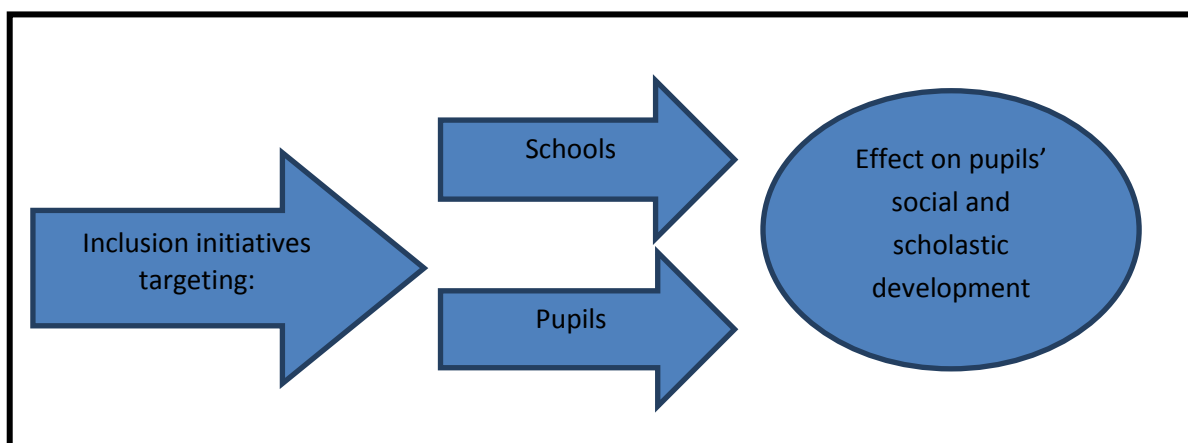 Inclusion initiatives
targeting:
Schools
Pupils
Effect on pupils’
social and
scholastic
development